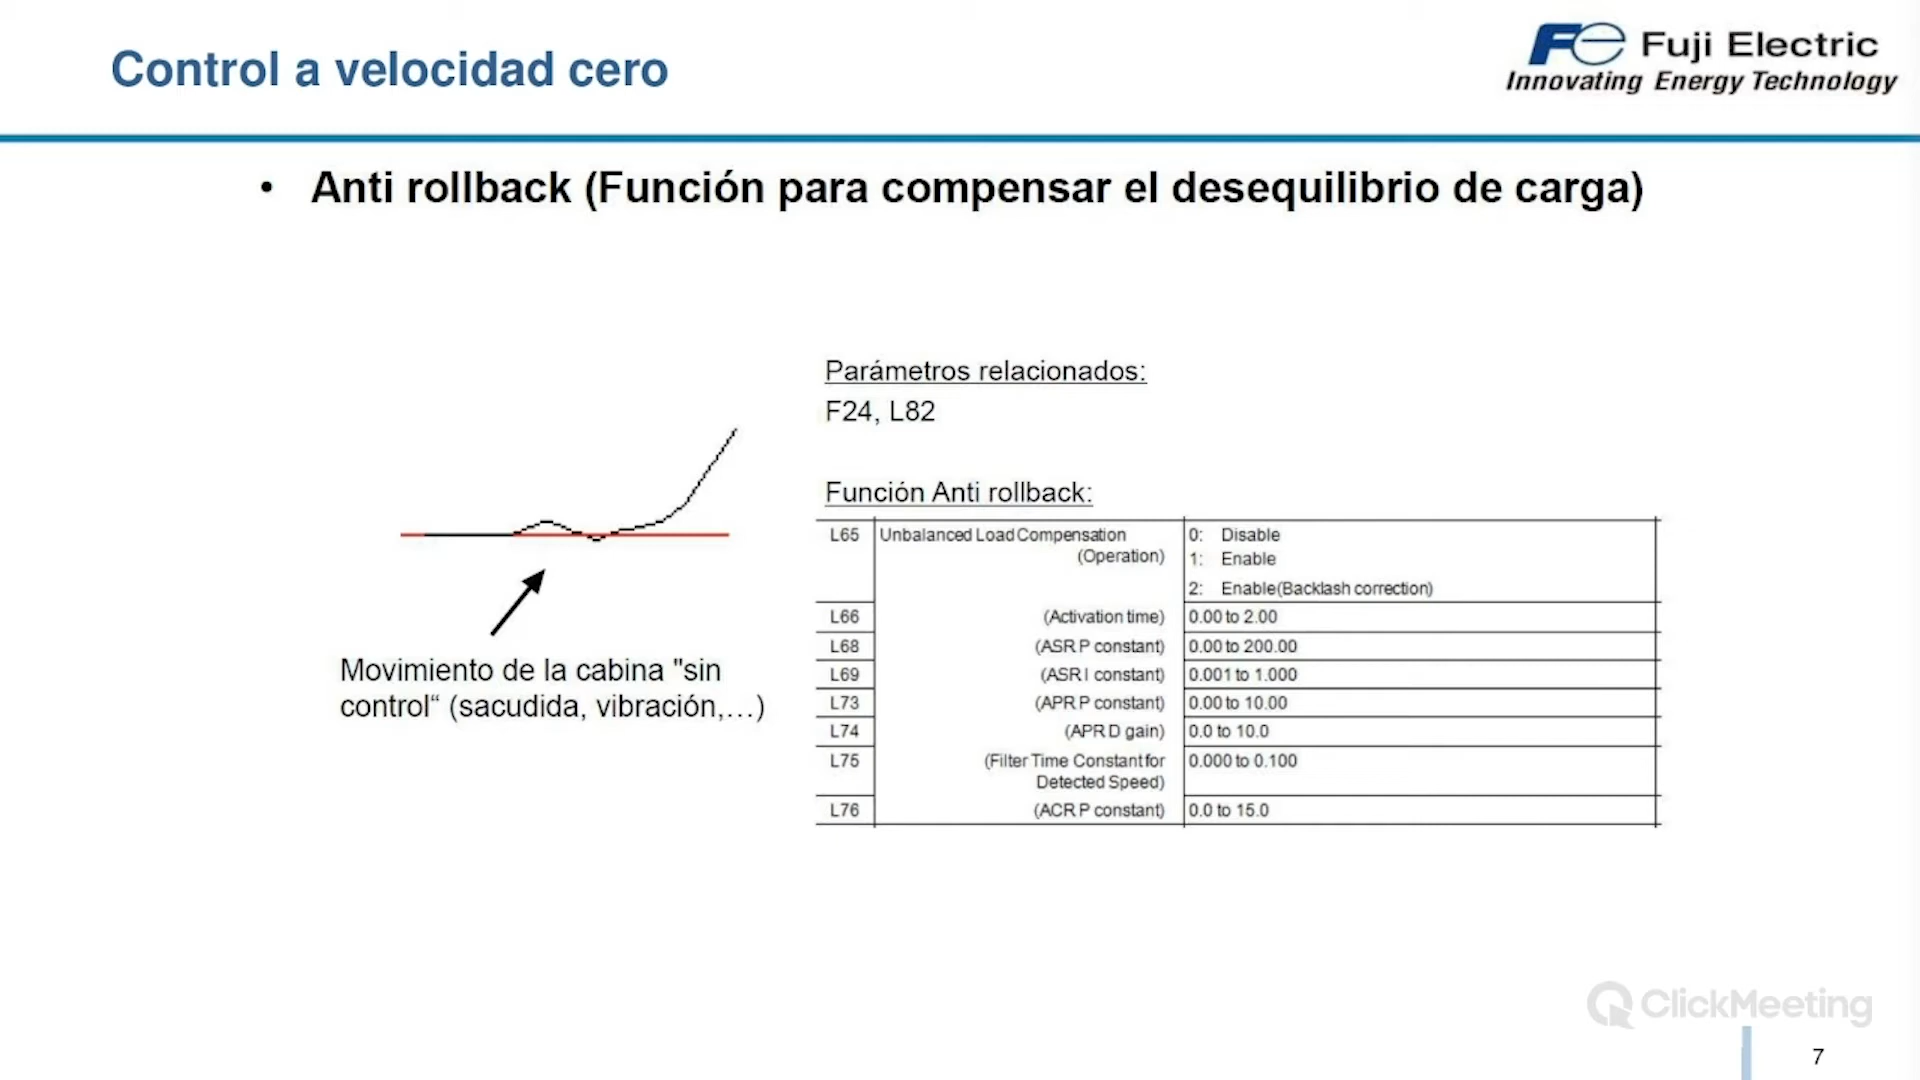 Control a velocidad cero
Fuji Electric
Innovating Energy Technology
• Anti rollback (Función para compensar el desequilibrio de carga)
Parámetros relacionados:
F24, L82
Función Anti rollback:
L65 Unbalanced Load Compensation 0: Disable
(Operation) 1: Enable
2: Enable(Backlash correction)
L66 (Activation time) 0.00 to 2.00
L68 (ASR P constant) 0.00 to 200.00
L69 (ASR I constant) 0.001 to 1.000
L73 (APR P constant) 0.00 to 10.00
L74 (APR D gain) 0.0 to 10.0
L75 (Filter Time Constant for 0.000 to 0.100
Detected Speed)
L76 (ACR P constant) 0.0 to 15.0
Movimiento de la cabina "sin
control“ (sacudida, vibración,…)
ClickMeeting
7